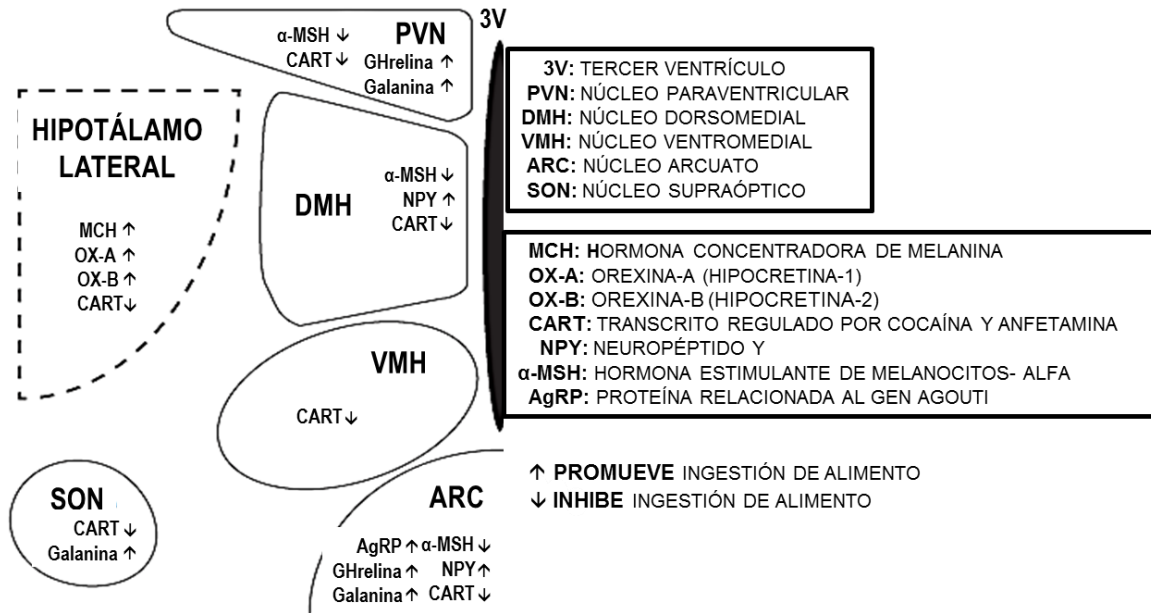 3V
PVN
α-MSH ↓
CART ↓
GHrelina ↑
Galanina ↑
HIPOTÁLAMO
LATERAL
MCH ↑
OX-A ↑
OX-B ↑
CART↓
DMH
α-MSH ↓
NPY ↑
CART ↓
VMH
CART ↓
SON
CART ↓
Galanina ↑
ARC
AgRP ↑ α-MSH ↓
GHrelina ↑ NPY ↑
Galanina ↑ CART ↓
3V: TERCER VENTRÍCULO
PVN: NÚCLEO PARAVENTRICULAR
DMH: NÚCLEO DORSOMEDIAL
VMH: NÚCLEO VENTROMEDIAL
ARC: NÚCLEO ARCUATO
SON: NÚCLEO SUPRAÓPTICO
MCH: HORMONA CONCENTRADORA DE MELANINA
OX-A: OREXINA-A (HIPOCRETINA-1)
OX-B: OREXINA-B (HIPOCRETINA-2)
CART: TRANSCRITO REGULADO POR COCAÍNA Y ANFETAMINA
NPY: NEUROPÉPTIDO Y
α-MSH: HORMONA ESTIMULANTE DE MELANOCITOS- ALFA
AgRP: PROTEÍNA RELACIONADA AL GEN AGOUTI
↑ PROMUEVE INGESTIÓN DE ALIMENTO
↓ INHIBE INGESTIÓN DE ALIMENTO